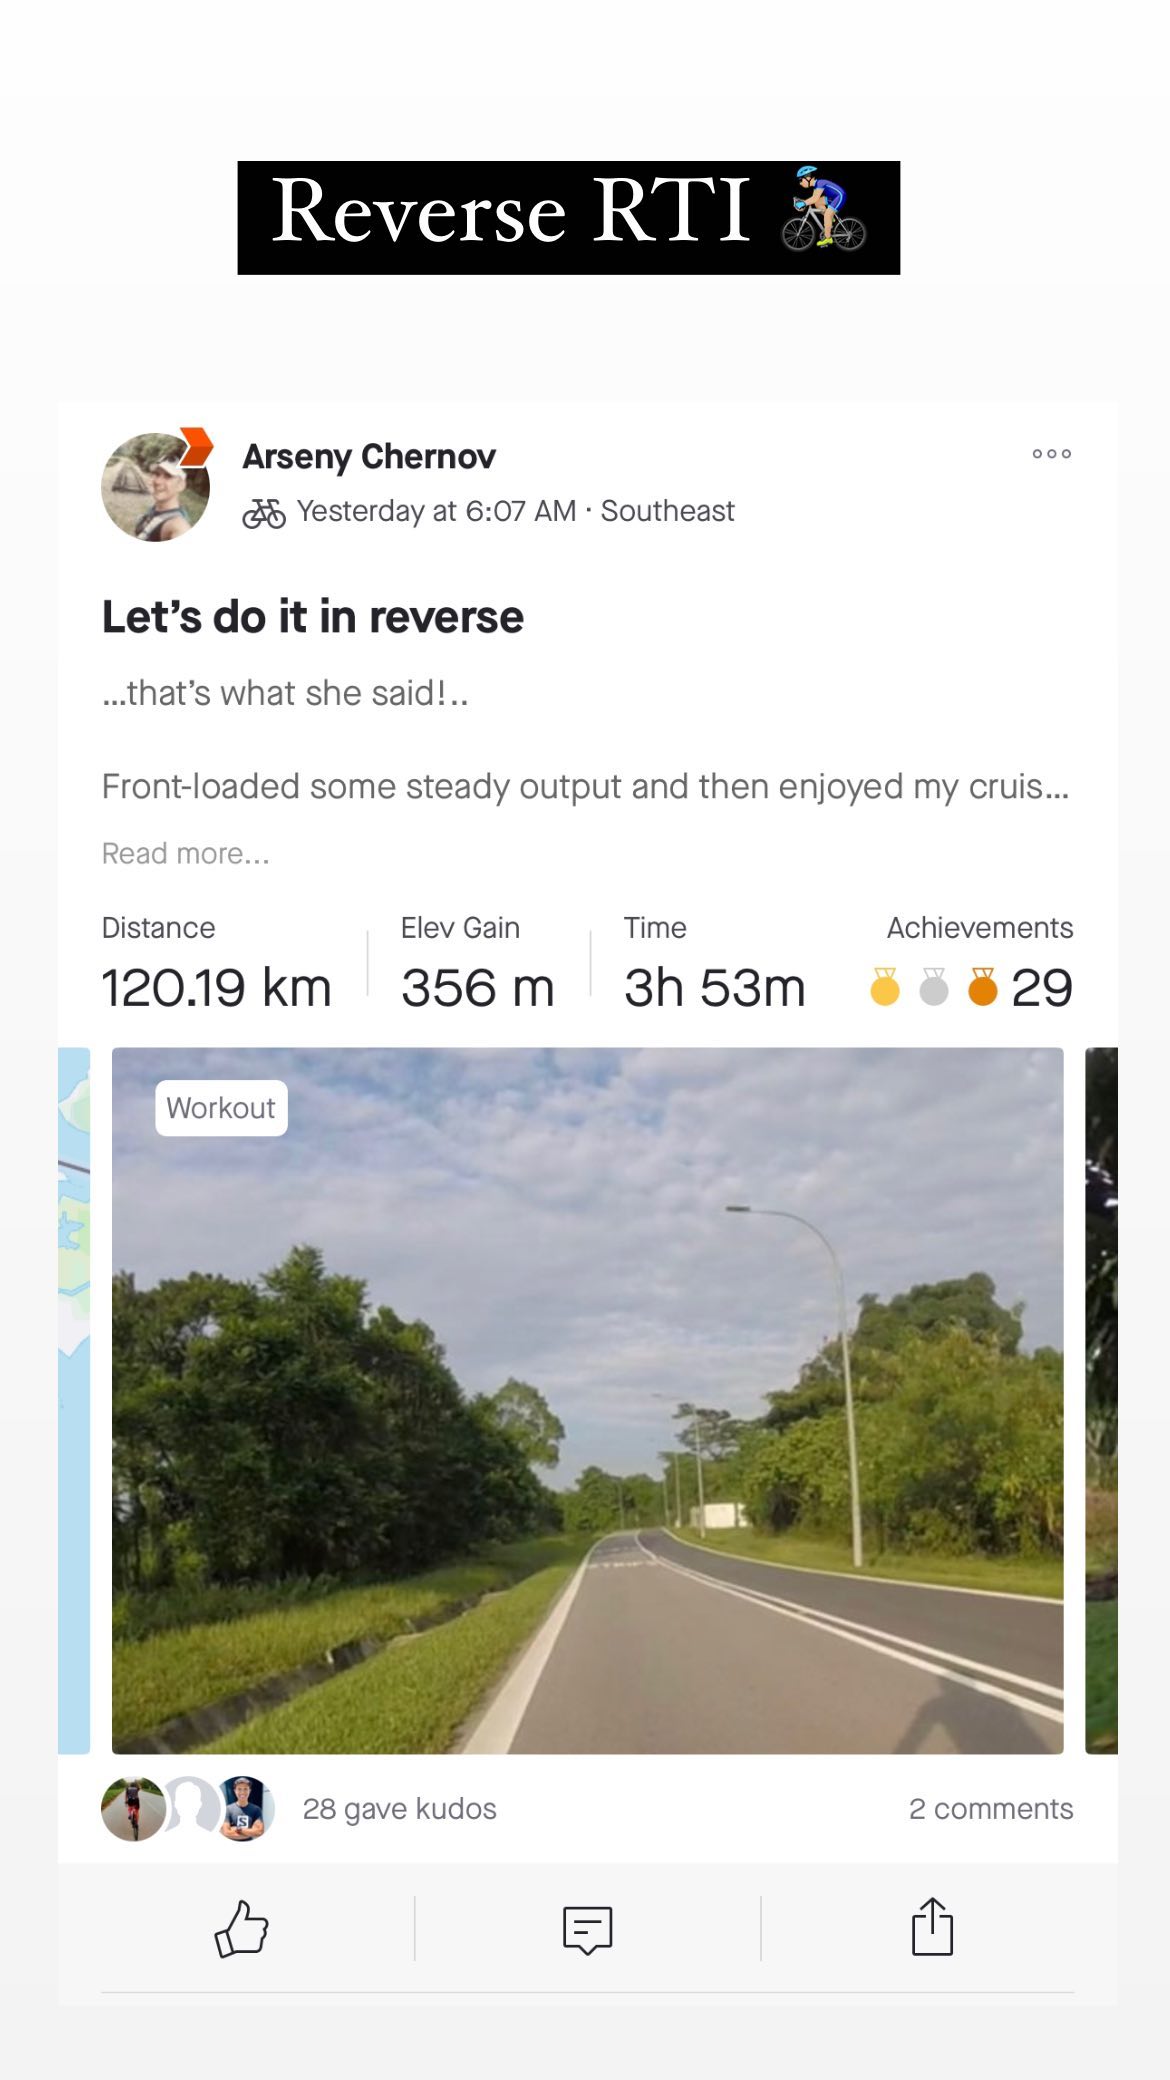 Reverse RTI 🚴🏼
Arseny Chernov
Yesterday at 6:07 AM · Southeast
Let’s do it in reverse
...that’s what she said!..
Front-loaded some steady output and then enjoyed my cruis...
Read more...
Distance
Elev Gain
Time
Achievements
120.19 km
356 m
3h 53m
29
Workout
28 gave kudos
2 comments